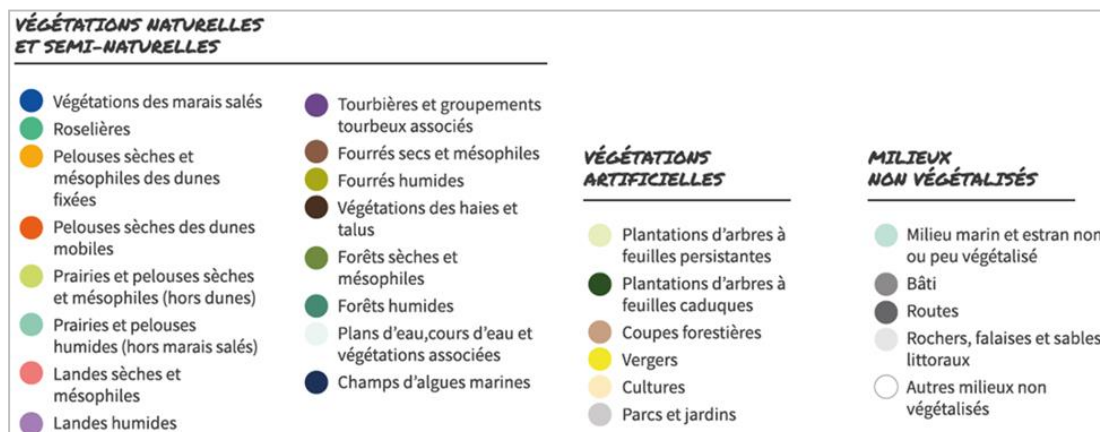 VÉGÉTATIONS NATURELLES
ET SEMI-NATURELLES
Végétations des marais salés
Roselières
Pelouses sèches et
mésophiles des dunes
fixées
Pelouses sèches des dunes
mobiles
Prairies et pelouses sèches
et mésophiles (hors dunes)
Prairies et pelouses
humides (hors marais salés)
Landes sèches et
mésophiles
Landes humides
Tourbières et groupements
tourbeux associés
Fourrés secs et mésophiles
Fourrés humides
Végétations des haies et
talus
Forêts sèches et
mésophiles
Forêts humides
Plans d'eau,cours d'eau et
végétations associées
Champs d'algues marines
VÉGÉTATIONS
ARTIFICIELLES
Plantations d'arbres à
feuilles persistantes
Plantations d'arbres à
feuilles caduques
Coupes forestières
Vergers
Cultures
Parcs et jardins
MILIEUX
NON VÉGÉTALISÉS
Milieu marin et estran non
ou peu végétalisé
Bâti
Routes
Rochers, falaises et sables
littoraux
Autres milieux non
végétalisés